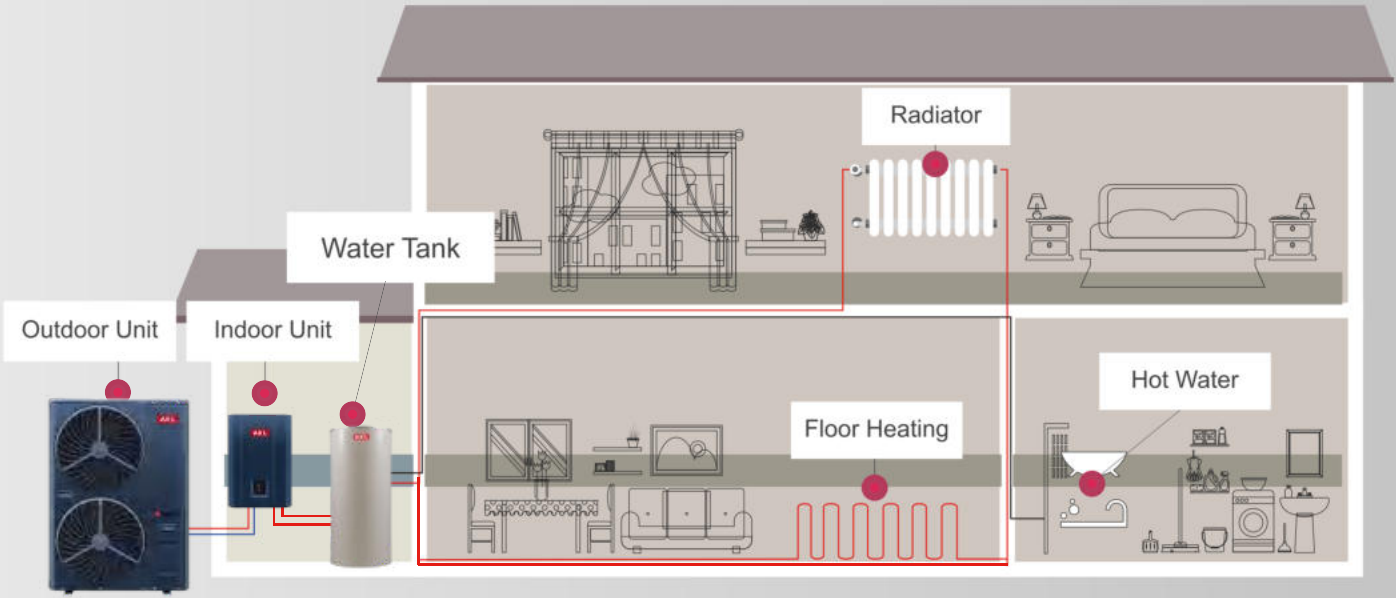 Radiator
Water Tank
Outdoor Unit
Indoor Unit
Hot Water
Floor Heating